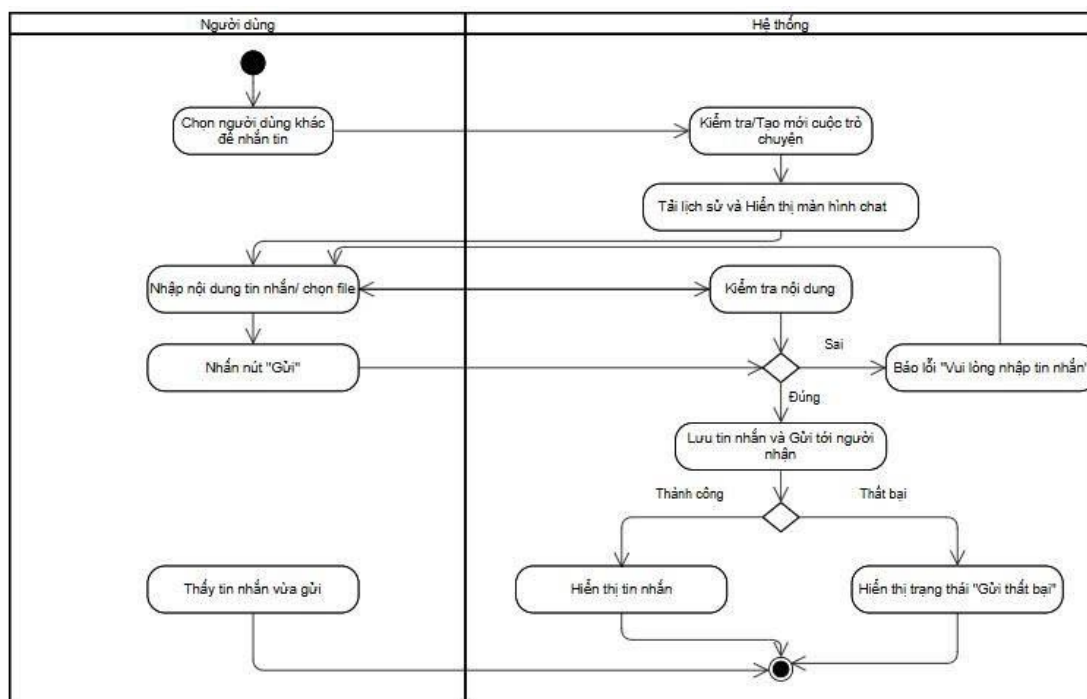 Người dùng
Hệ thống
Chọn người dùng khác
để nhắn tin
Kiểm tra/Tạo mới cuộc trò
chuyện
Tải lịch sử và Hiển thị màn hình chat
Nhập nội dung tin nhắn/ chọn file
Kiểm tra nội dung
Nhấn nút "Gửi"
Sai
Báo lỗi "Vui lòng nhập tin nhắn"
Đúng
Lưu tin nhắn và Gửi tới người
nhận
Thành công
Thất bại
Thấy tin nhắn vừa gửi
Hiển thị tin nhắn
Hiển thị trạng thái "Gửi thất bại"